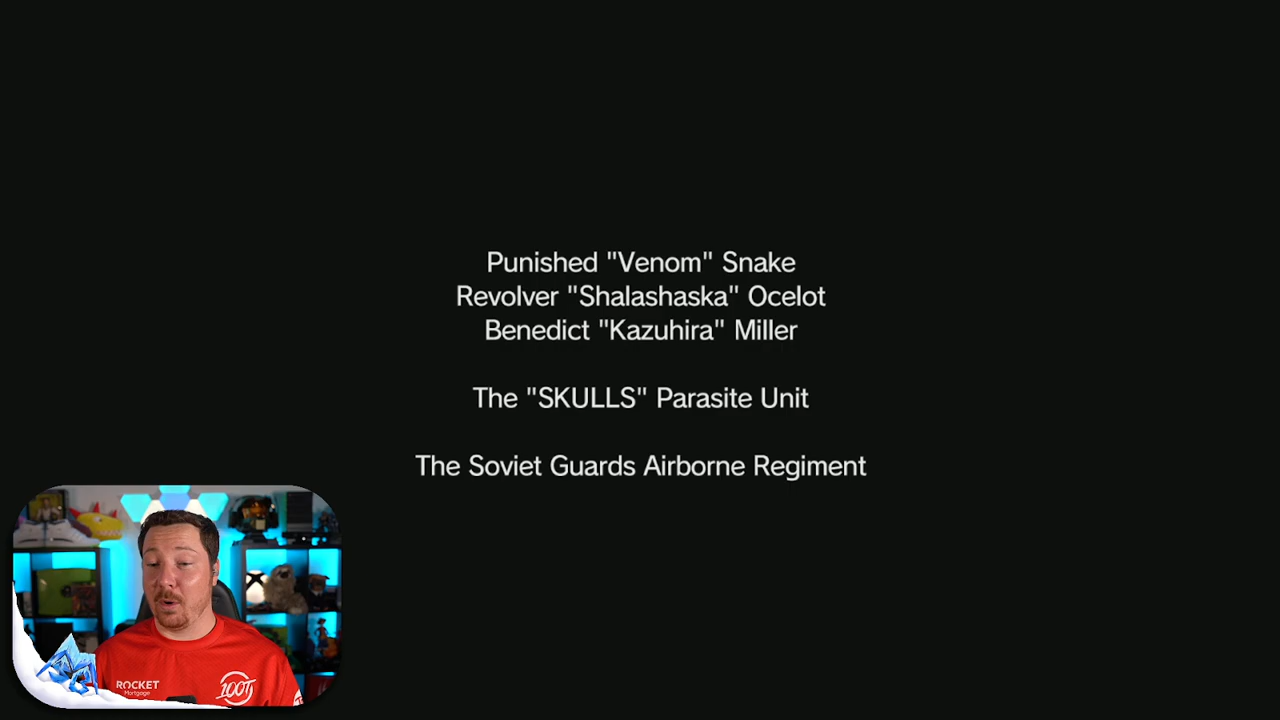 Punished "Venom" Snake
Revolver "Shalashaska" Ocelot
Benedict "Kazuhira" Miller
The "SKULLS" Parasite Unit
The Soviet Guards Airborne Regiment
ROCKET
Mortgage
100T